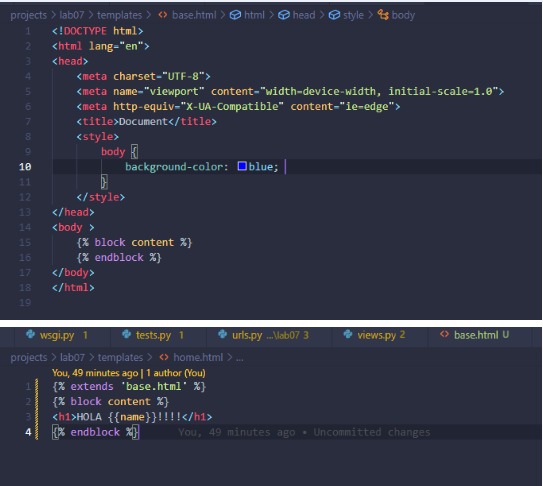 projects > lab07 > templates > <> base.html > html > head > style > body
1 <!DOCTYPE html>
2 <html lang="en">
3 <head>
4 <meta charset="UTF-8">
5 <meta name="viewport" content="width=device-width, initial-scale=1.0">
6 <meta http-equiv="X-UA-Compatible" content="ie=edge">
7 <title>Document</title>
8 <style>
9 body {
10 background-color: blue;
11 }
12 </style>
13 </head>
14 <body >
15 {% block content %}
16 {% endblock %}
17 </body>
18 </html>
19
wsgi.py 1 tests.py 1 urls.py ...\lab07 3 views.py 2 <> base.html U
projects > lab07 > templates > <> home.html > ...
You, 49 minutes ago | 1 author (You)
1 {% extends 'base.html' %}
2 {% block content %}
3 <h1>HOLA {{name}}!!!!</h1>
4 {% endblock %} You, 49 minutes ago • Uncommitted changes